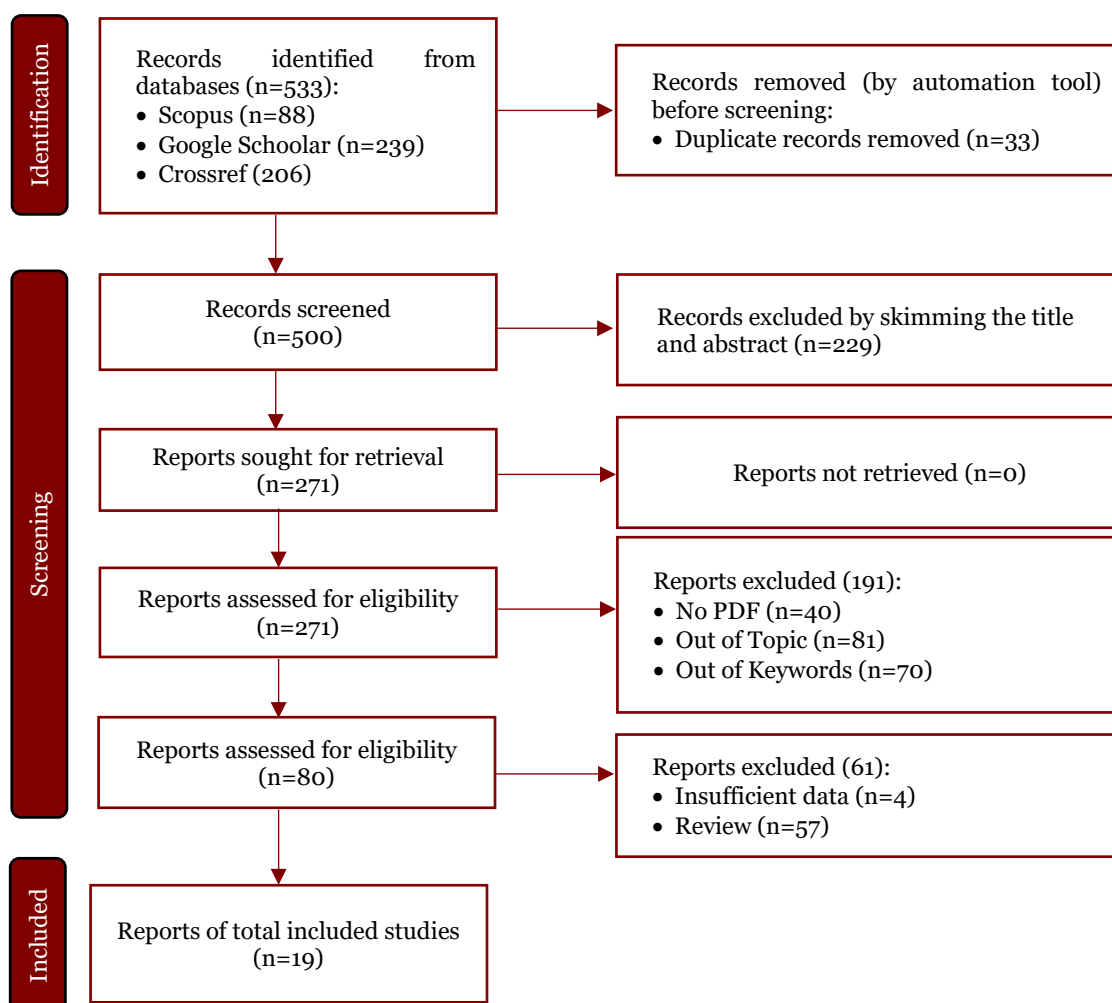 Identification
Records identified from
databases (n=533):
• Scopus (n=88)
• Google Schoolar (n=239)
• Crossref (206)
Records removed (by automation tool)
before screening:
• Duplicate records removed (n=33)
Screening
Records screened
(n=500)
Records excluded by skimming the title
and abstract (n=229)
Reports sought for retrieval
(n=271)
Reports not retrieved (n=0)
Reports assessed for eligibility
(n=271)
Reports excluded (191):
• No PDF (n=40)
• Out of Topic (n=81)
• Out of Keywords (n=70)
Reports assessed for eligibility
(n=80)
Reports excluded (61):
• Insufficient data (n=4)
• Review (n=57)
Included
Reports of total included studies
(n=19)